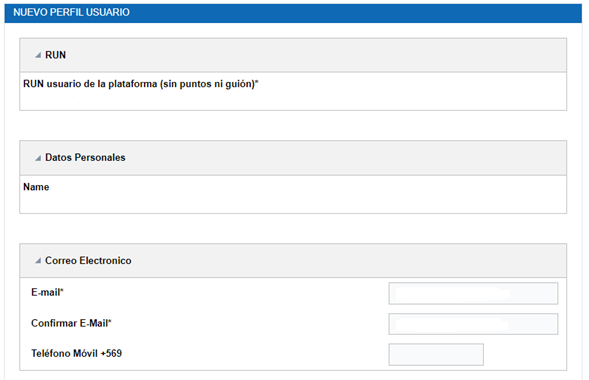 NUEVO PERFIL USUARIO
RUN
RUN usuario de la plataforma (sin puntos ni guión)*
Datos Personales
Name
Correo Electronico
E-mail*
Confirmar E-Mail*
Teléfono Móvil +569